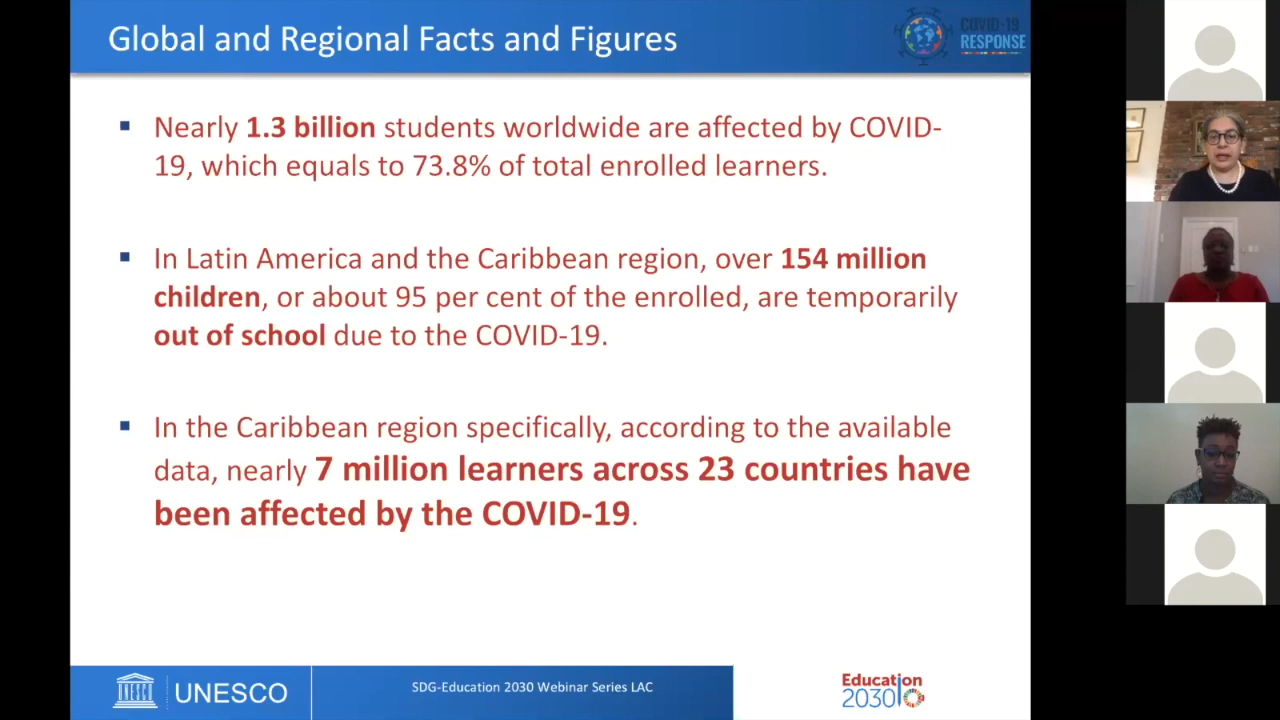 Global and Regional Facts and Figures
COVID-19
RESPONSE
Nearly 1.3 billion students worldwide are affected by COVID-
19, which equals to 73.8% of total enrolled learners.
In Latin America and the Caribbean region, over 154 million
children, or about 95 per cent of the enrolled, are temporarily
out of school due to the COVID-19.
In the Caribbean region specifically, according to the available
data, nearly 7 million learners across 23 countries have
been affected by the COVID-19.
UNESCO
SDG-Education 2030 Webinar Series LAC
Education
2030